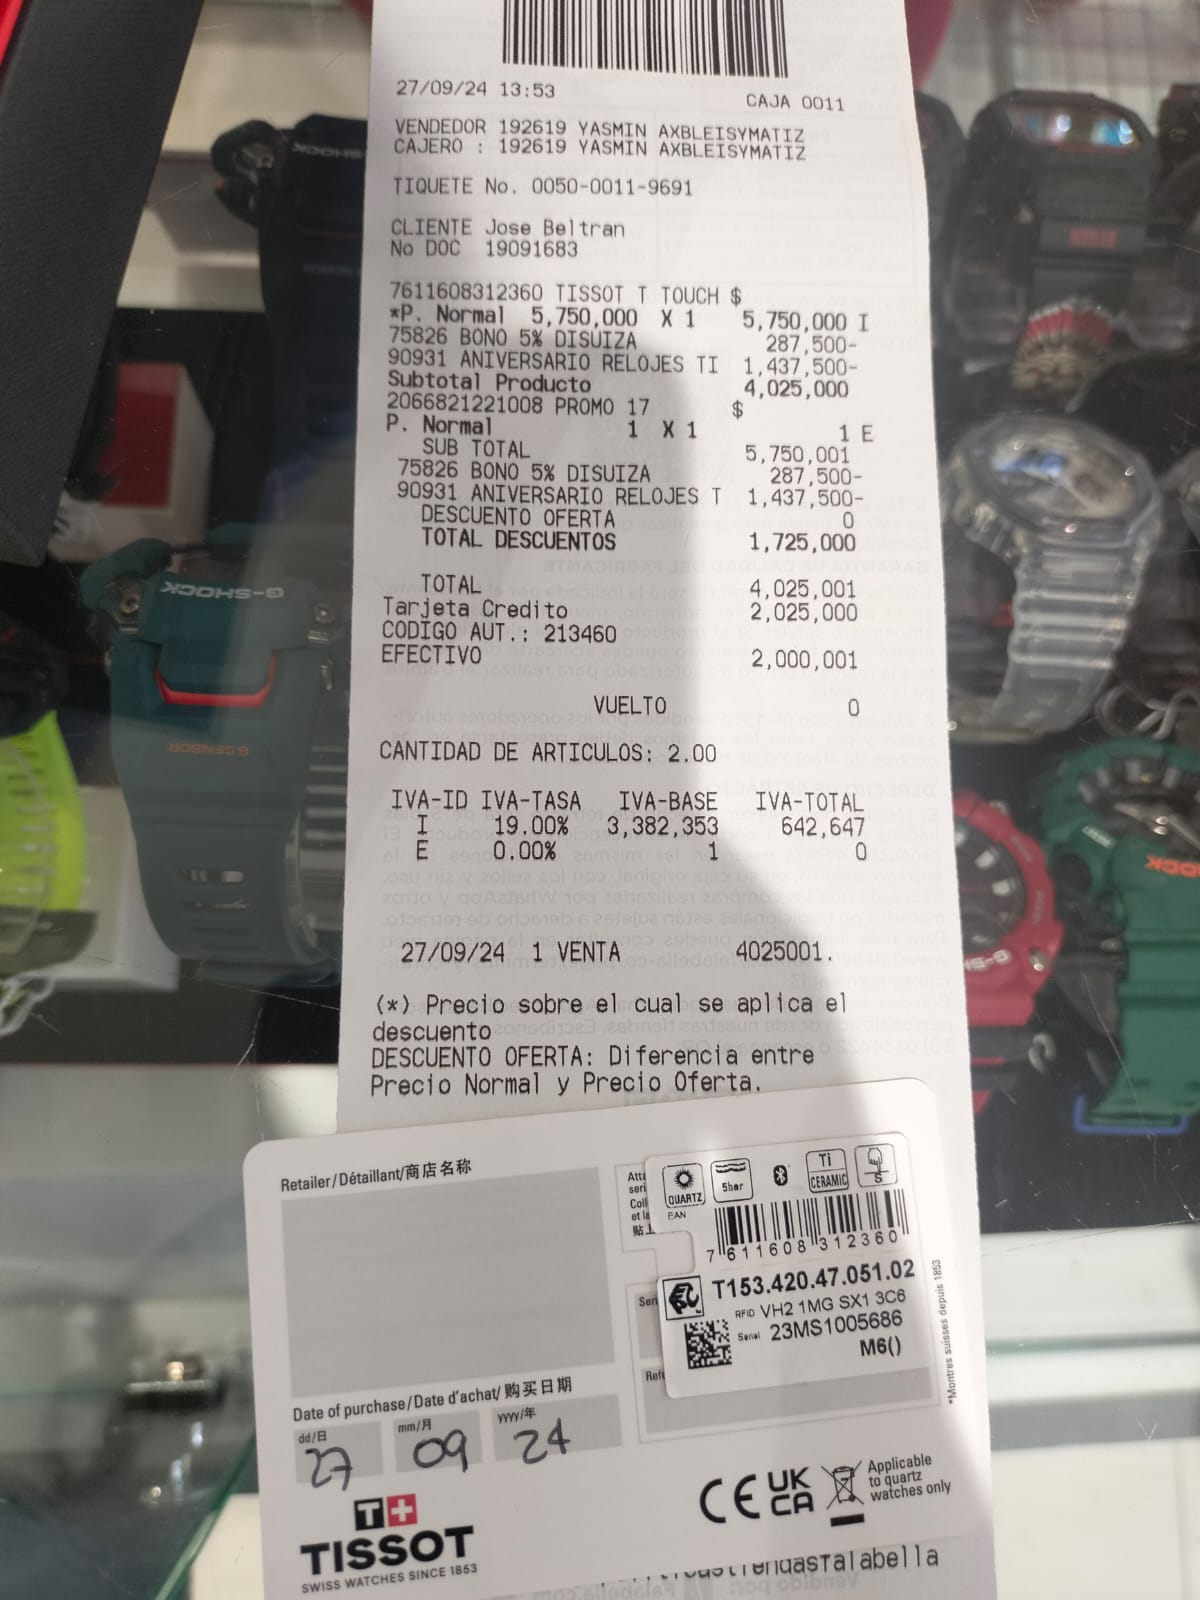 27/09/24 13:53
CAJA 0011
VENDEDOR 192619 YASMIN AXBLEISYMATIZ
CAJERO : 192619 YASMIN AXBLEISYMATIZ
TIQUETE No. 0050-0011-9691
CLIENTE Jose Beltran
No DOC 19091683
7611608312360 TISSOT T TOUCH $
*P. Normal 5,750,000 X 1 5,750,000 I
75826 BONO 5% DISUIZA 287,500-
90931 ANIVERSARIO RELOJES TI 1,437,500-
Subtotal Producto 4,025,000
2066821221008 PROMO 17 $
P. Normal 1 X 1 1 E
SUB TOTAL 5,750,001
75826 BONO 5% DISUIZA 287,500-
90931 ANIVERSARIO RELOJES T 1,437,500-
DESCUENTO OFERTA 0
TOTAL DESCUENTOS 1,725,000
TOTAL 4,025,001
Tarjeta Credito 2,025,000
CODIGO AUT.: 213460
EFECTIVO 2,000,001
VUELTO 0
CANTIDAD DE ARTICULOS: 2.00
IVA-ID IVA-TASA IVA-BASE IVA-TOTAL
I 19.00% 3,382,353 642,647
E 0.00% 1 0
27/09/24 1 VENTA 4025001.
(*) Precio sobre el cual se aplica el
descuento
DESCUENTO OFERTA: Diferencia entre
Precio Normal y Precio Oferta.
Retailer/Détaillant/商店名称
QUARTZ
5bar
Ti
CERAMIC
S
EAN
7 611608 312360
T153.420.47.051.02
RFID VH2 1MG SX1 3C6
Serial 23MS1005686
M6()
*Montres suisses depuis 1853
Date of purchase/Date d'achat/购买日期
dd/日 mm/月 yyyy/年
27 09 24
T+
TISSOT
SWISS WATCHES SINCE 1853
CE UK CA
Applicable
to quartz
watches only
G-SHOCK
G-SENSOR
G-SHOCK